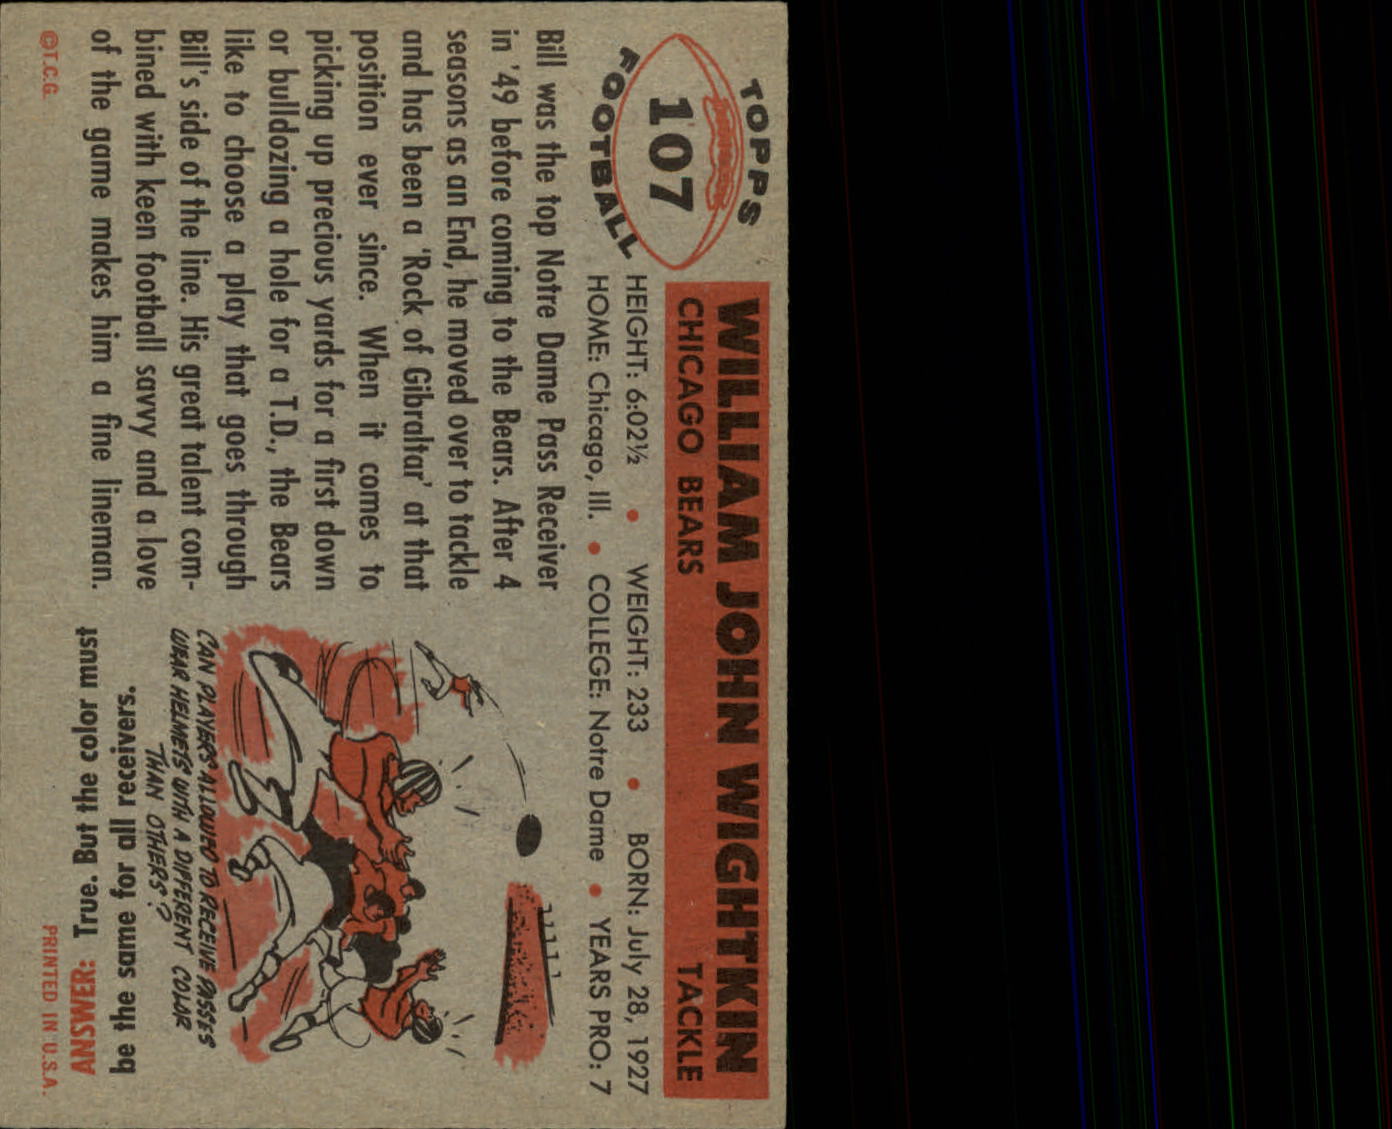 TOPPS
107
FOOTBALL
WILLIAM JOHN WIGHTKIN
CHICAGO BEARS TACKLE
HEIGHT: 6:02½ • WEIGHT: 233 • BORN: July 28, 1927
HOME: Chicago, Ill. • COLLEGE: Notre Dame • YEARS PRO: 7
Bill was the top Notre Dame Pass Receiver
in '49 before coming to the Bears. After 4
seasons as an End, he moved over to tackle
and has been a 'Rock of Gibraltar' at that
position ever since. When it comes to
picking up precious yards for a first down
or bulldozing a hole for a T.D., the Bears
like to choose a play that goes through
Bill's side of the line. His great talent com-
bined with keen football savvy and a love
of the game makes him a fine lineman.
CAN PLAYERS ALLOWED TO RECEIVE PASSES
WEAR HELMETS WITH A DIFFERENT COLOR
THAN OTHERS?
ANSWER: True. But the color must
be the same for all receivers.
©T.C.G.
PRINTED IN U.S.A.